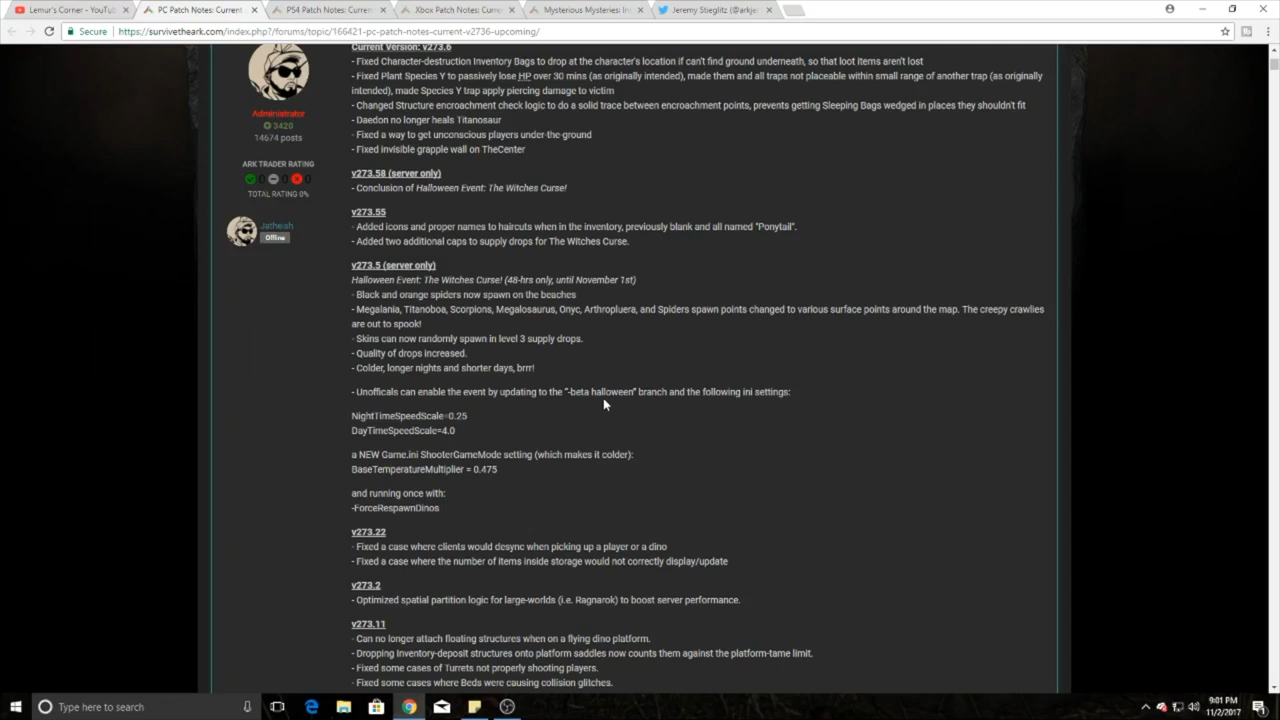 Lemur's Corner - YouTu
PC Patch Notes: Current
PS4 Patch Notes: Current
Xbox Patch Notes: Curre
Mysterious Mysteries: In
Jeremy Stieglitz (@arkje
Secure
https://survivetheark.com/index.php?/forums/topic/166421-pc-patch-notes-current-v2736-upcoming/
Current Version: v273.6
- Fixed Character-destruction Inventory Bags to drop at the character's location if can't find ground underneath, so that loot items aren't lost
- Fixed Plant Species Y to passively lose HP over 30 mins (as originally intended), made them and all traps not placeable within small range of another trap (as originally
intended), made Species Y trap apply piercing damage to victim
- Changed Structure encroachment check logic to do a solid trace between encroachment points, prevents getting Sleeping Bags wedged in places they shouldn't fit
- Daedon no longer heals Titanosaur
- Fixed a way to get unconscious players under-the-ground
- Fixed invisible grapple wall on TheCenter
Administrator
3420
14674 posts
ARK TRADER RATING
0 0 0
TOTAL RATING 0%
Jatheish
Offline
v273.58 (server only)
- Conclusion of Halloween Event: The Witches Curse!
v273.55
- Added icons and proper names to haircuts when in the inventory, previously blank and all named "Ponytail".
- Added two additional caps to supply drops for The Witches Curse.
v273.5 (server only)
Halloween Event: The Witches Curse! (48-hrs only, until November 1st)
- Black and orange spiders now spawn on the beaches
- Megalania, Titanoboa, Scorpions, Megalosaurus, Onyc, Arthropluera, and Spiders spawn points changed to various surface points around the map. The creepy crawlies
are out to spook!
- Skins can now randomly spawn in level 3 supply drops.
- Quality of drops increased.
- Colder, longer nights and shorter days, brrr!
- Unofficals can enable the event by updating to the "-beta halloween" branch and the following ini settings:
NightTimeSpeedScale=0.25
DayTimeSpeedScale=4.0
a NEW Game.ini ShooterGameMode setting (which makes it colder):
BaseTemperatureMultiplier = 0.475
and running once with:
-ForceRespawnDinos
v273.22
- Fixed a case where clients would desync when picking up a player or a dino
- Fixed a case where the number of items inside storage would not correctly display/update
v273.2
- Optimized spatial partition logic for large-worlds (i.e. Ragnarok) to boost server performance.
v273.11
- Can no longer attach floating structures when on a flying dino platform.
- Dropping Inventory-deposit structures onto platform saddles now counts them against the platform-tame limit.
- Fixed some cases of Turrets not properly shooting players.
- Fixed some cases where Beds were causing collision glitches.
Type here to search
9:01 PM
11/2/2017